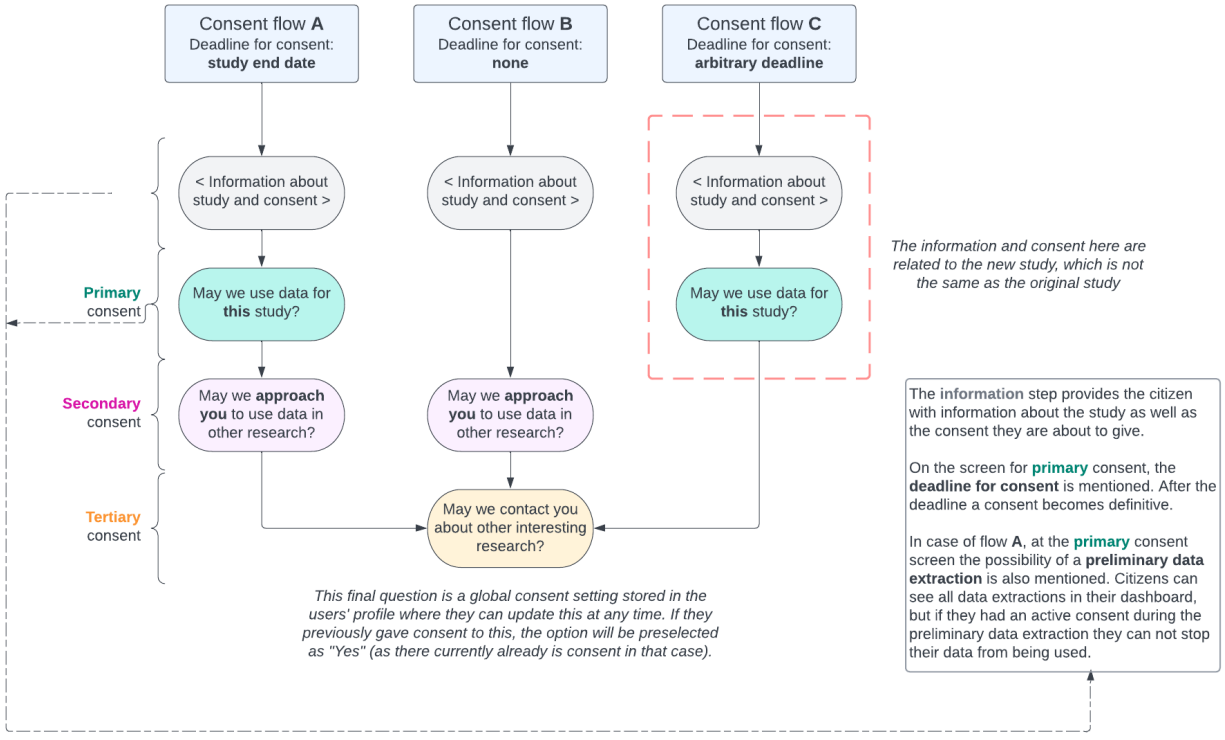 Consent flow A
Deadline for consent:
study end date
Consent flow B
Deadline for consent:
none
Consent flow C
Deadline for consent:
arbitrary deadline
< Information about
study and consent >
< Information about
study and consent >
< Information about
study and consent >
The information and consent here are
related to the new study, which is not
the same as the original study
Primary
consent
May we use data for
this study?
May we use data for
this study?
Secondary
consent
May we approach
you to use data in
other research?
May we approach
you to use data in
other research?
Tertiary
consent
May we contact you
about other interesting
research?
This final question is a global consent setting stored in the
users' profile where they can update this at any time. If they
previously gave consent to this, the option will be preselected
as "Yes" (as there currently already is consent in that case).
The information step provides the citizen
with information about the study as well as
the consent they are about to give.
On the screen for primary consent, the
deadline for consent is mentioned. After the
deadline a consent becomes definitive.
In case of flow A, at the primary consent
screen the possibility of a preliminary data
extraction is also mentioned. Citizens can
see all data extractions in their dashboard,
but if they had an active consent during the
preliminary data extraction they can not stop
their data from being used.